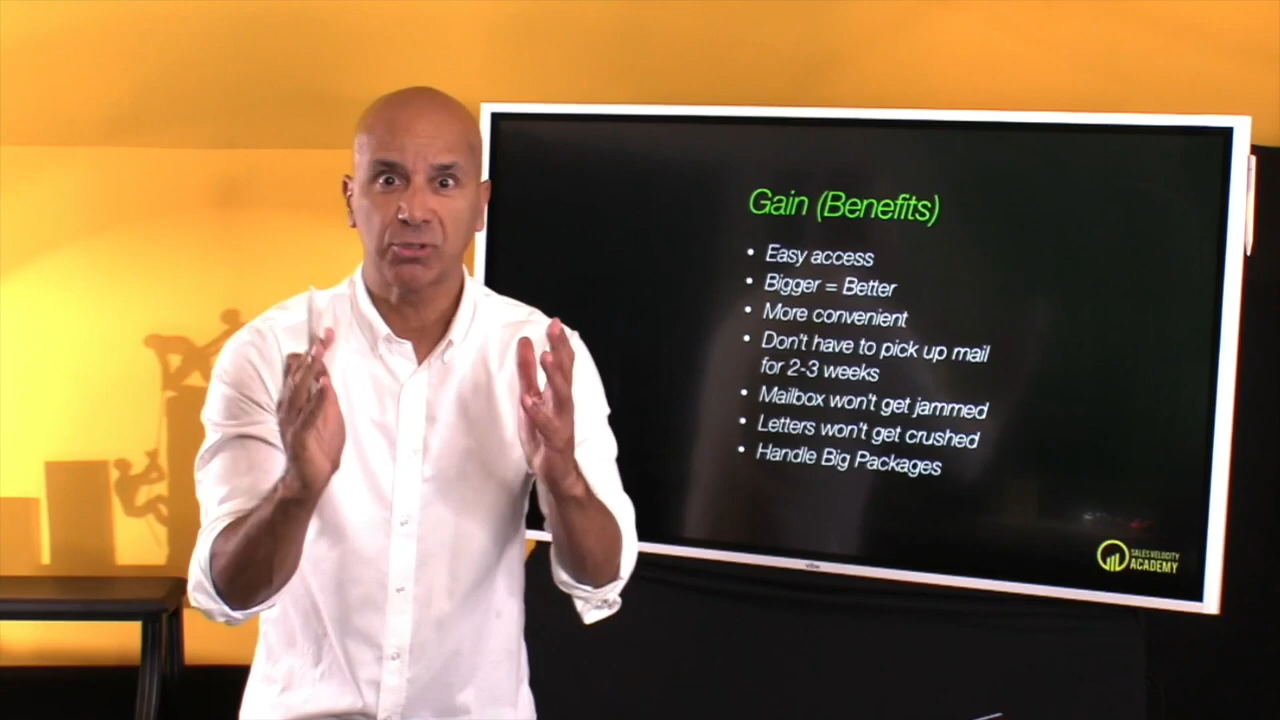 Gain (Benefits)
• Easy access
• Bigger = Better
• More convenient
• Don't have to pick up mail
for 2-3 weeks
• Mailbox won't get jammed
• Letters won't get crushed
• Handle Big Packages
SALES VELOCITY
ACADEMY
vibe